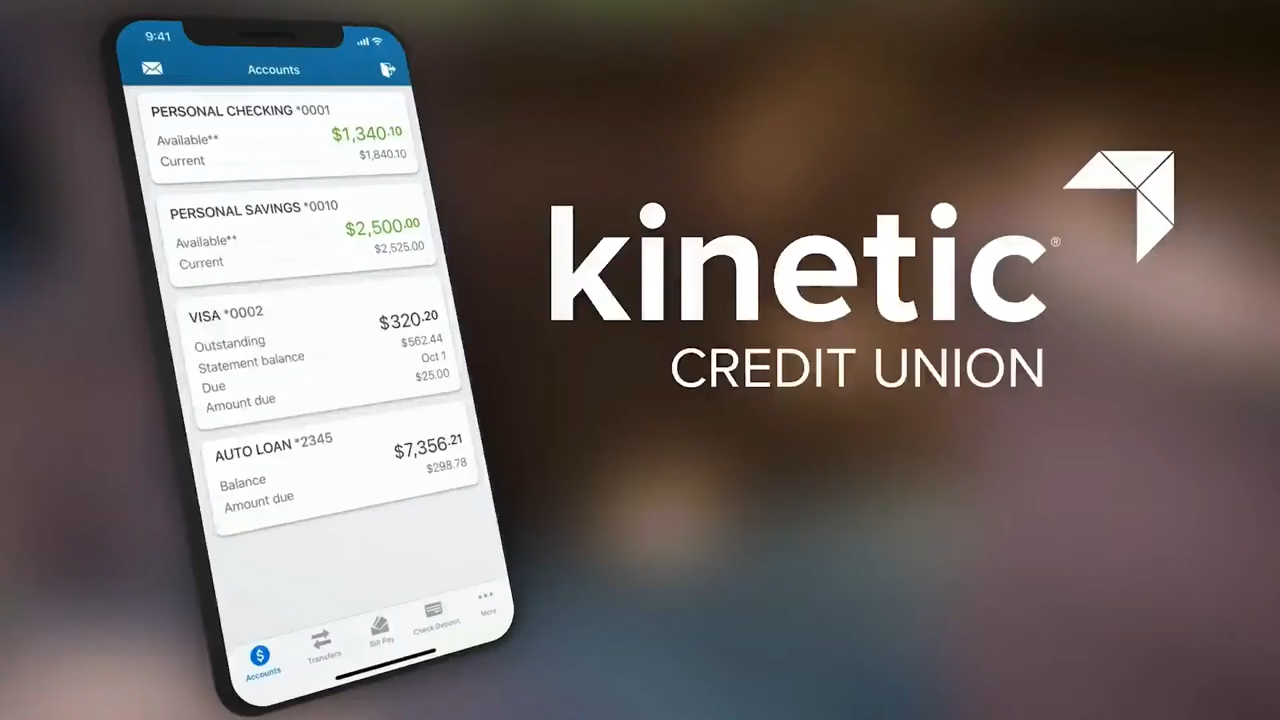 9:41
Accounts
PERSONAL CHECKING *0001
Available** $1,340.10
Current $1,840.10
PERSONAL SAVINGS *0010
Available** $2,500.00
Current $2,525.00
VISA *0002
Outstanding $320.20
Statement balance $562.44
Due Oct 1
Amount due $25.00
AUTO LOAN *2345
Balance $7,356.21
Amount due $298.78
Accounts Transfers Bill Pay Check Deposit More
kinetic®
CREDIT UNION